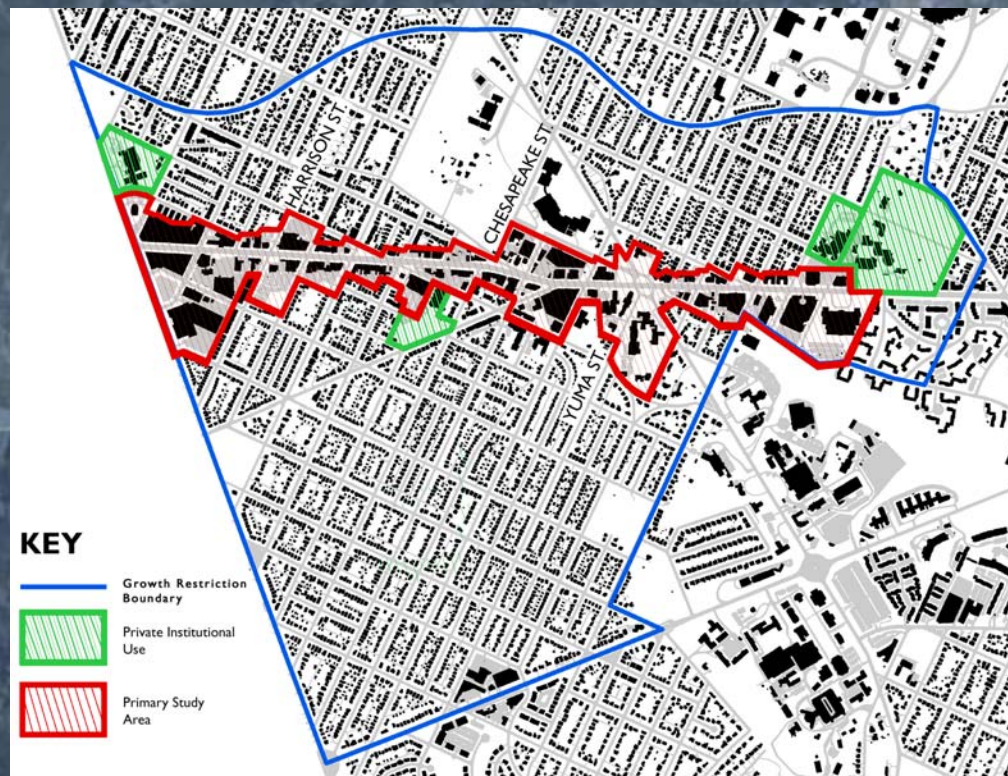 HARRISON ST.
CHESAPEAKE ST.
YUMA ST.
KEY
Growth Restriction
Boundary
Private Institutional
Use
Primary Study
Area